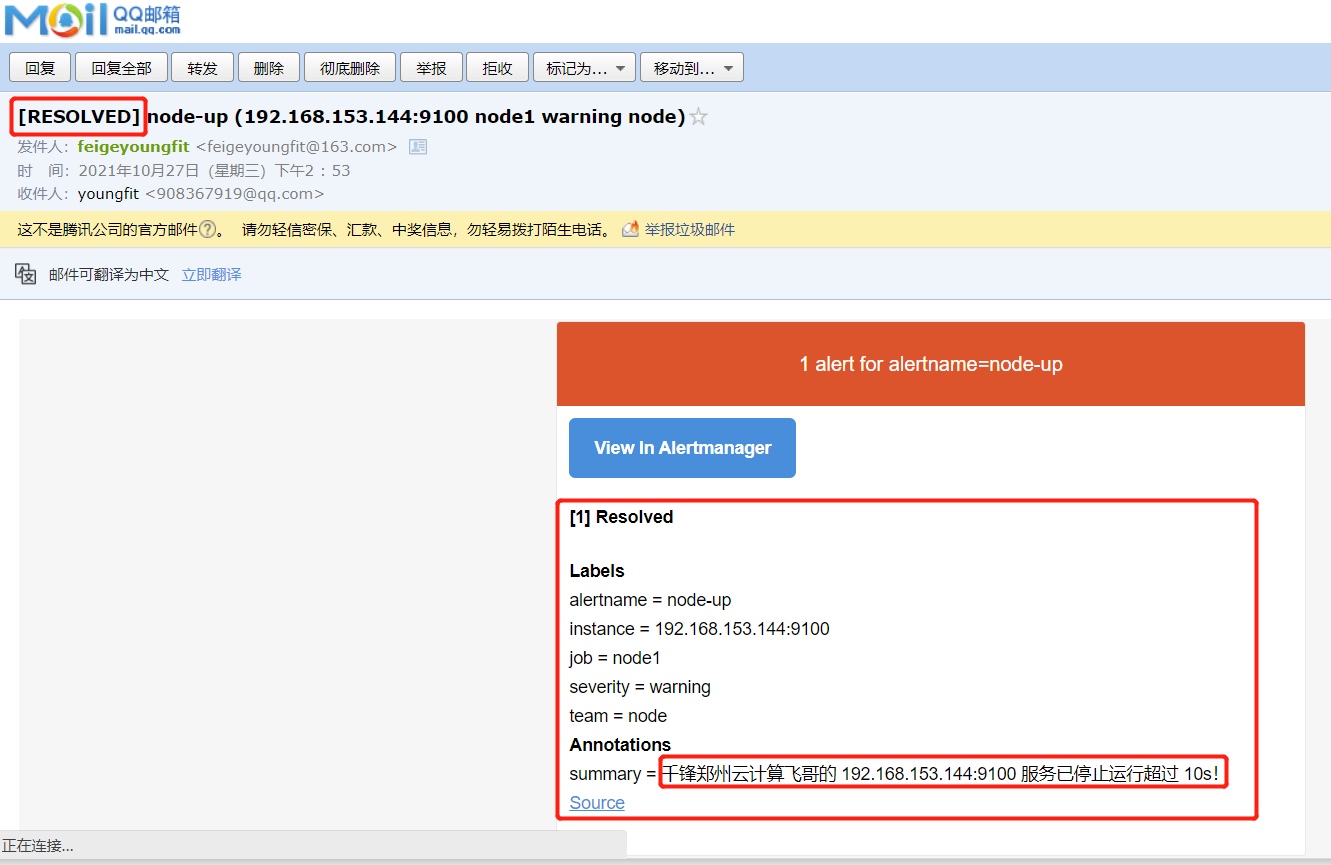 Mail QQ邮箱
mail.qq.com
回复 回复全部 转发 删除 彻底删除 举报 拒收 标记为... 移动到...
[RESOLVED] node-up (192.168.153.144:9100 node1 warning node)
发件人: feigeyoungfit <feigeyoungfit@163.com>
时 间: 2021年10月27日 (星期三) 下午2:53
收件人: youngfit <908367919@qq.com>
这不是腾讯公司的官方邮件?。 请勿轻信密保、汇款、中奖信息，勿轻易拨打陌生电话。 举报垃圾邮件
邮件可翻译为中文 立即翻译
1 alert for alertname=node-up
View In Alertmanager
[1] Resolved
Labels
alertname = node-up
instance = 192.168.153.144:9100
job = node1
severity = warning
team = node
Annotations
summary = 千锋郑州云计算飞哥的 192.168.153.144:9100 服务已停止运行超过 10s！
Source
正在连接...